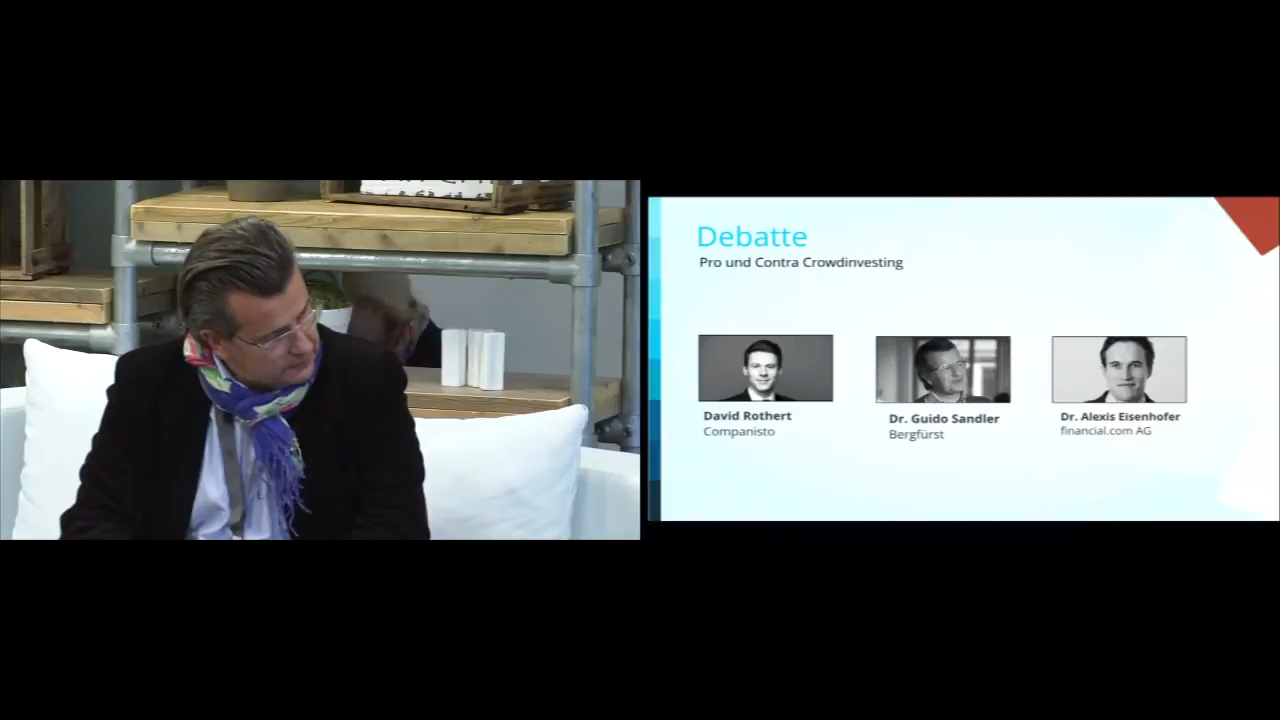 Debatte
Pro und Contra Crowdinvesting
David Rothert
Companisto
Dr. Guido Sandler
Bergfürst
Dr. Alexis Eisenhofer
financial.com AG